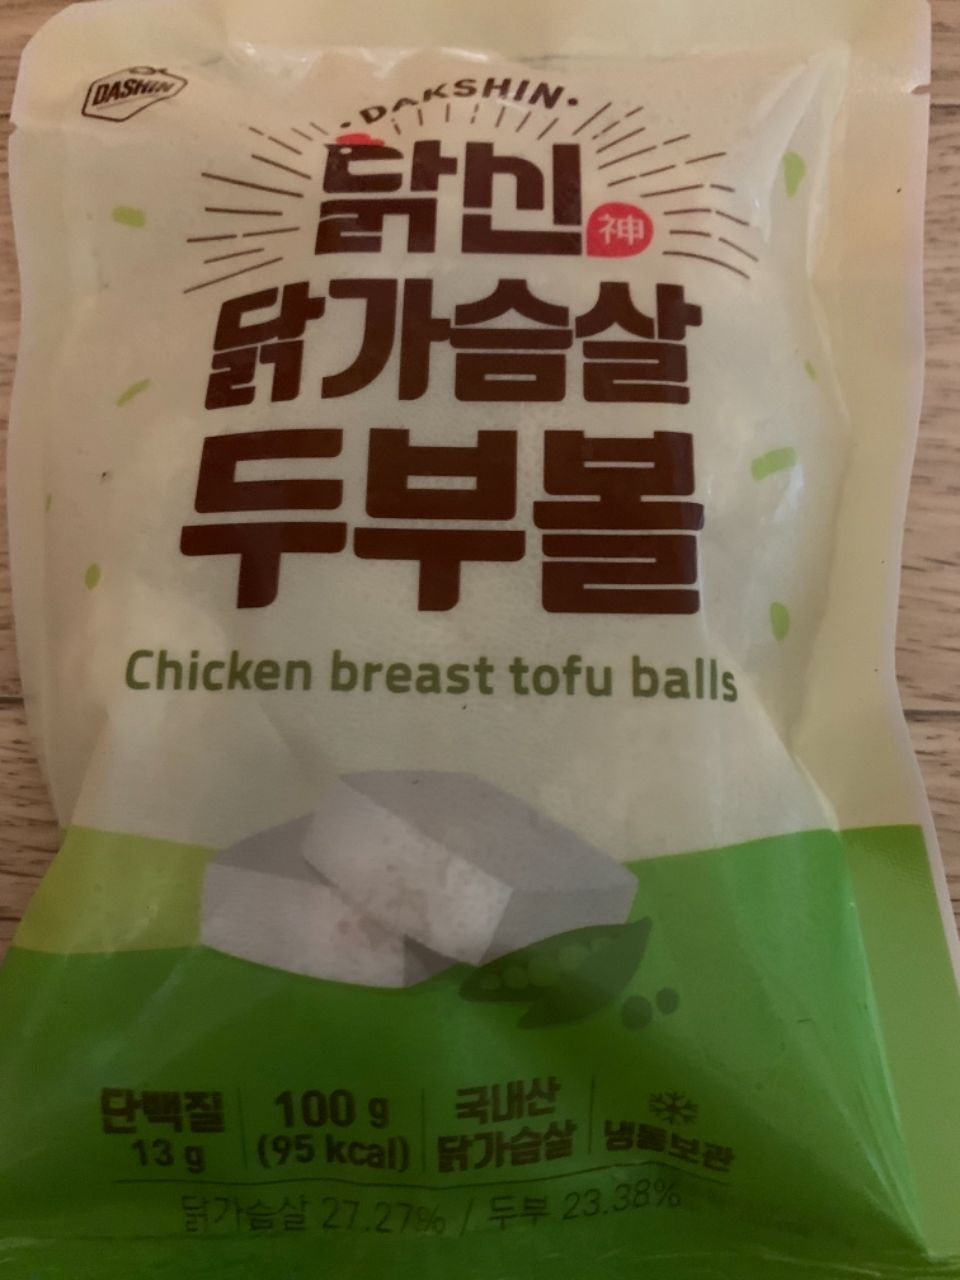 DASHIN
·DAKSHIN·
닭신 神
닭가슴살
두부볼
Chicken breast tofu balls
단백질
13 g
100 g
(95 kcal)
국내산
닭가슴살
냉동보관
닭가슴살 27.27% / 두부 23.38%